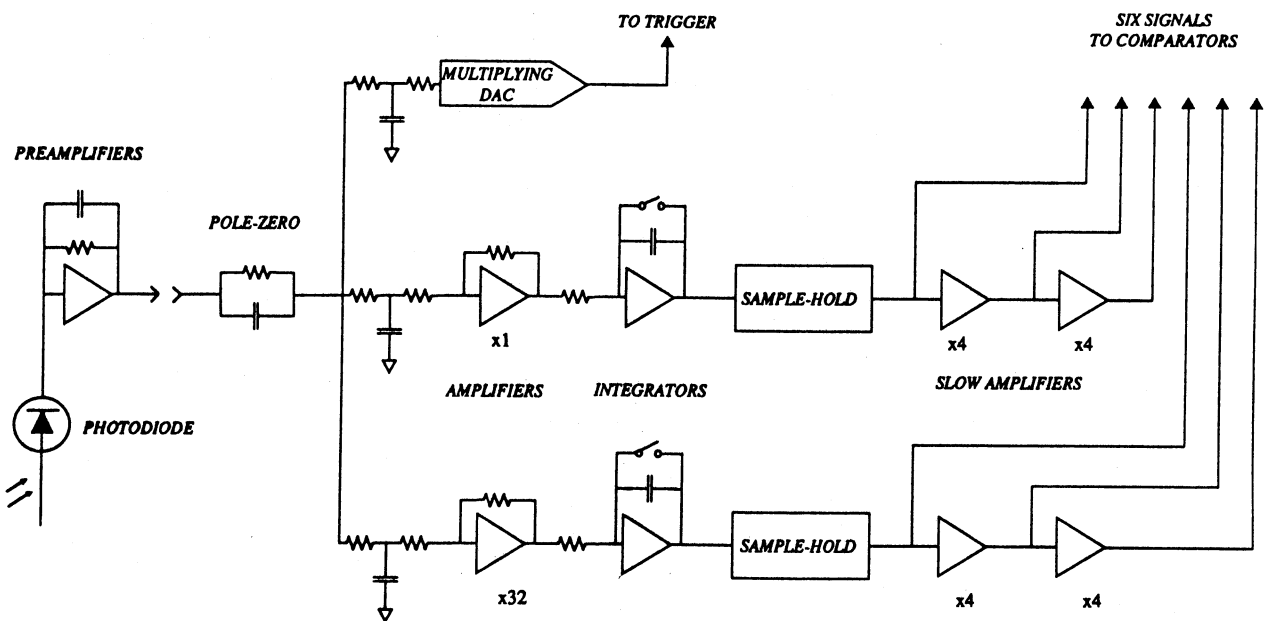 TO TRIGGER
SIX SIGNALS
TO COMPARATORS
MULTIPLYING
DAC
PREAMPLIFIERS
POLE-ZERO
SAMPLE-HOLD
x1
x4
x4
AMPLIFIERS
INTEGRATORS
SLOW AMPLIFIERS
PHOTODIODE
SAMPLE-HOLD
x32
x4
x4